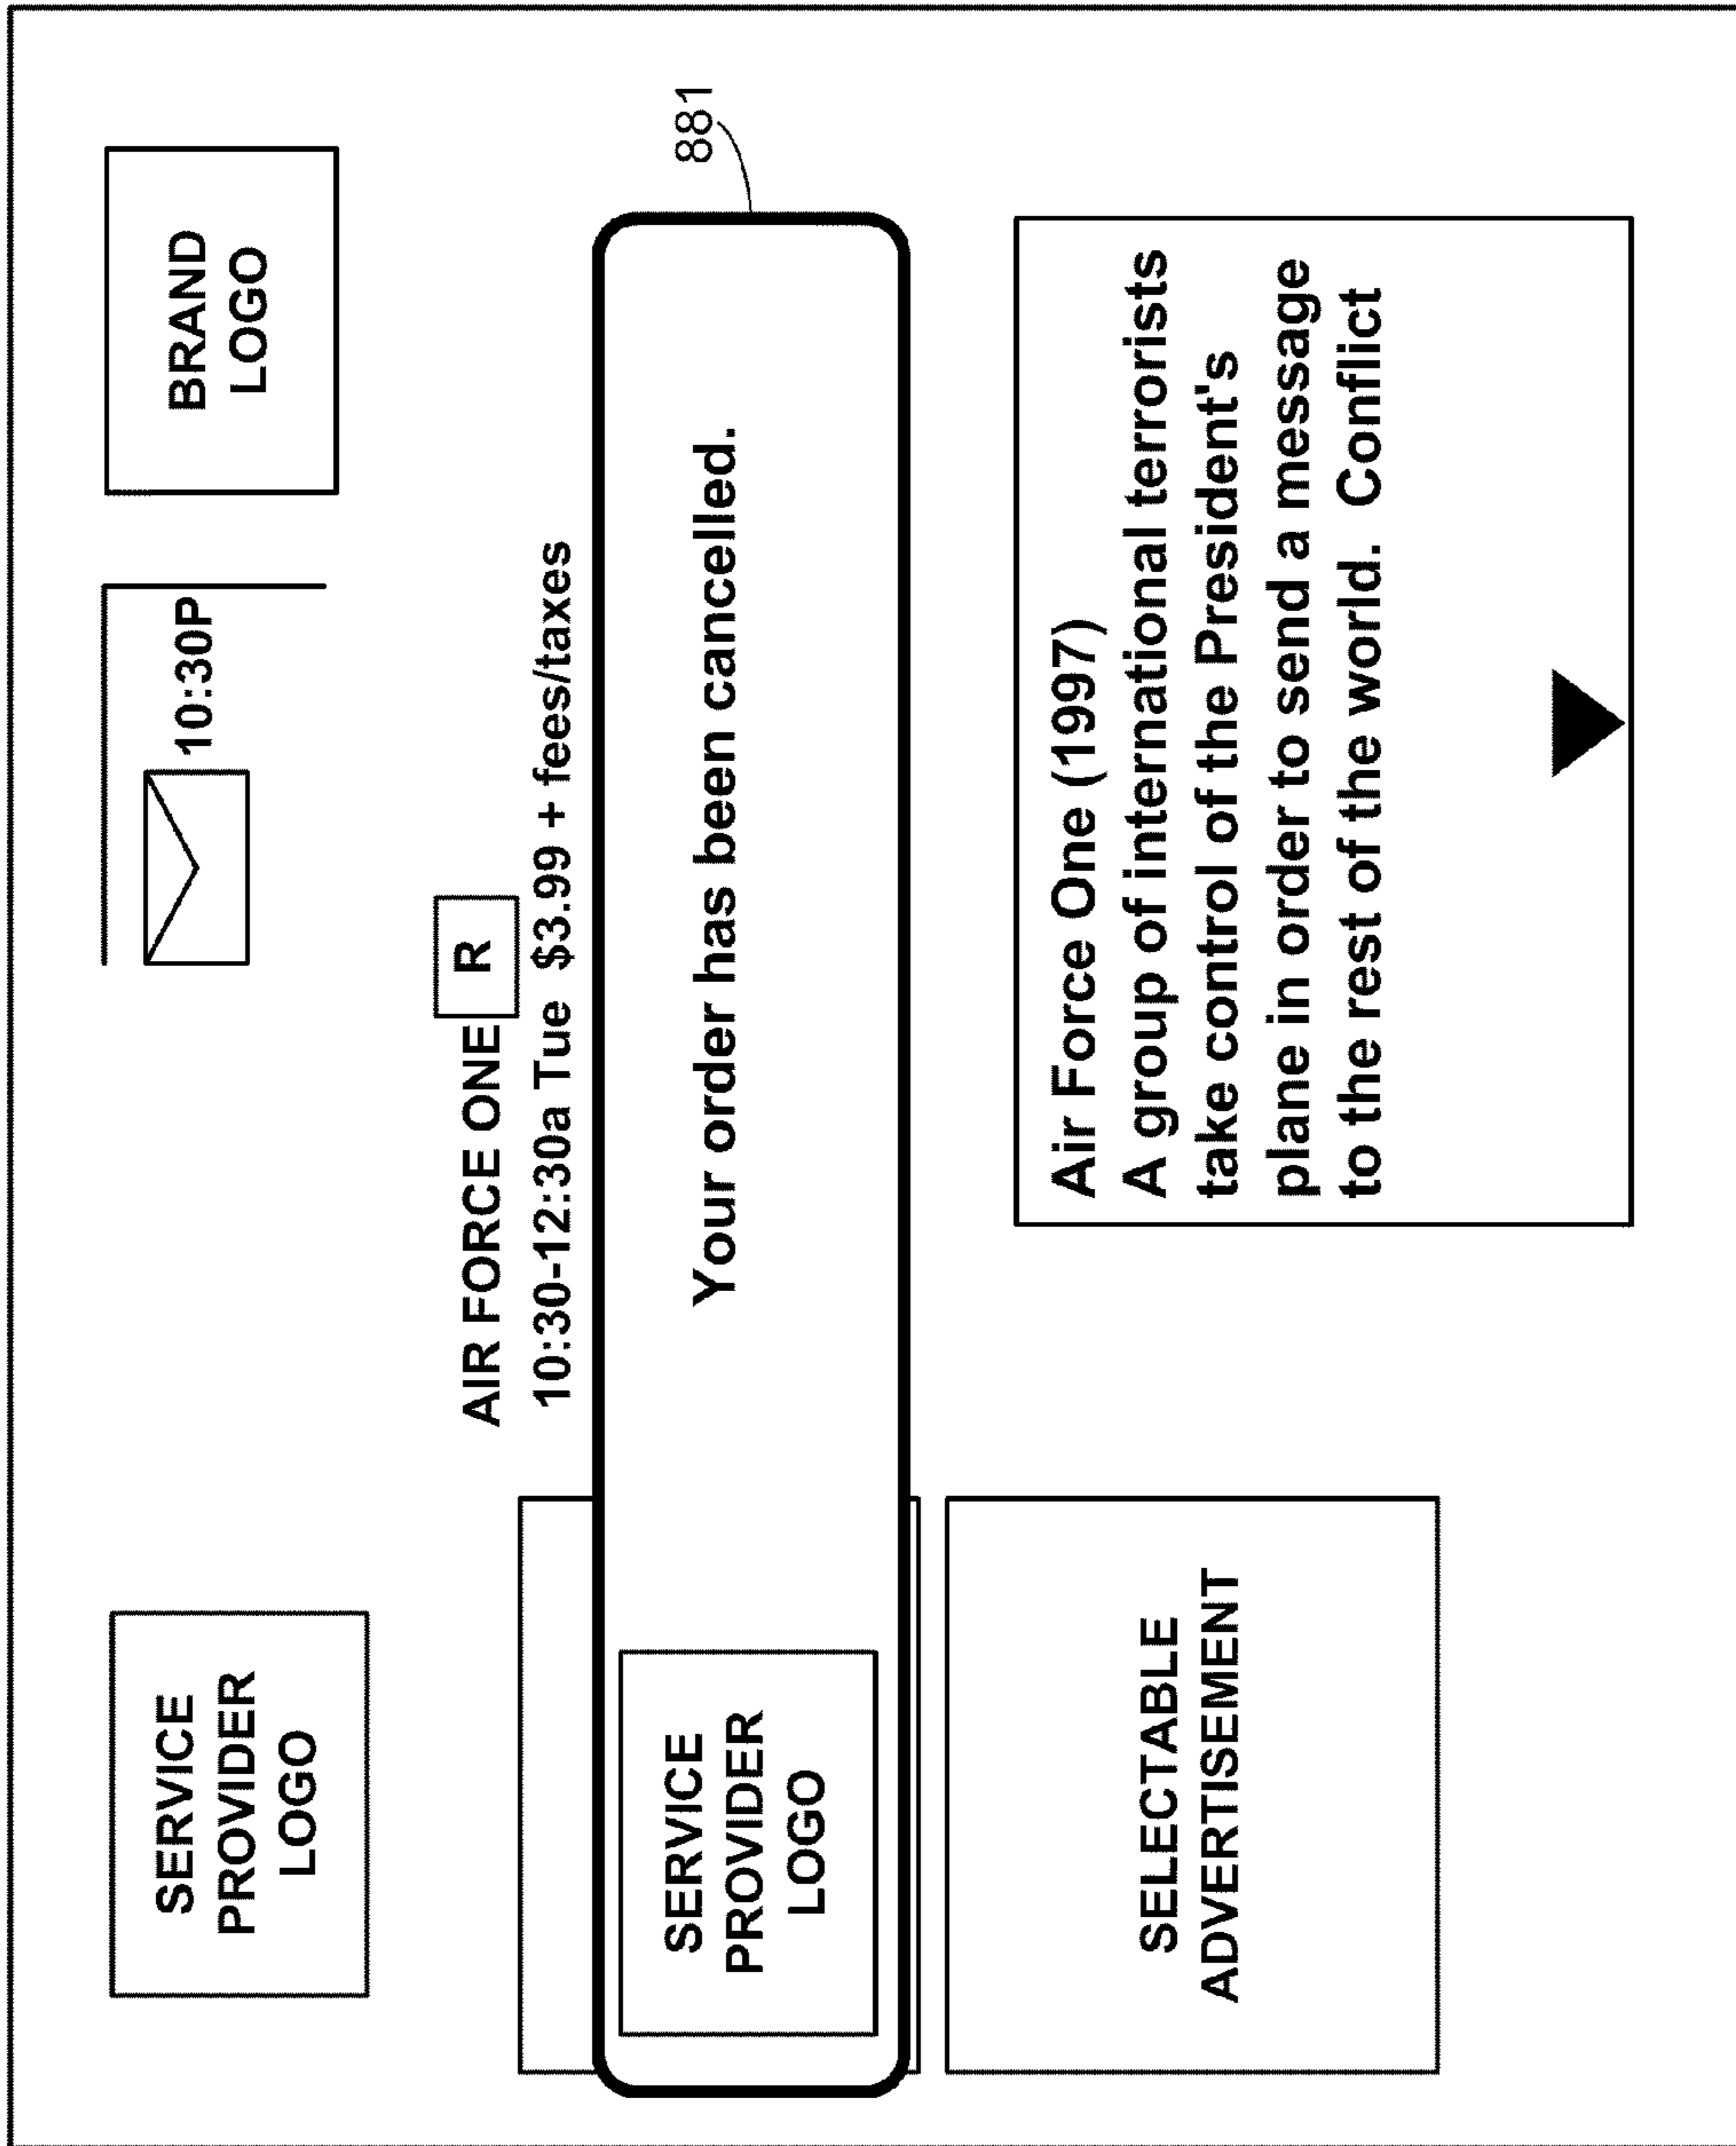 SERVICE
PROVIDER
LOGO
10:30P
BRAND
LOGO
AIR FORCE ONE R
10:30-12:30a Tue $3.99 + fees/taxes
881
SERVICE
PROVIDER
LOGO
Your order has been cancelled.
SELECTABLE
ADVERTISEMENT
Air Force One (1997)
A group of international terrorists
take control of the President's
plane in order to send a message
to the rest of the world. Conflict